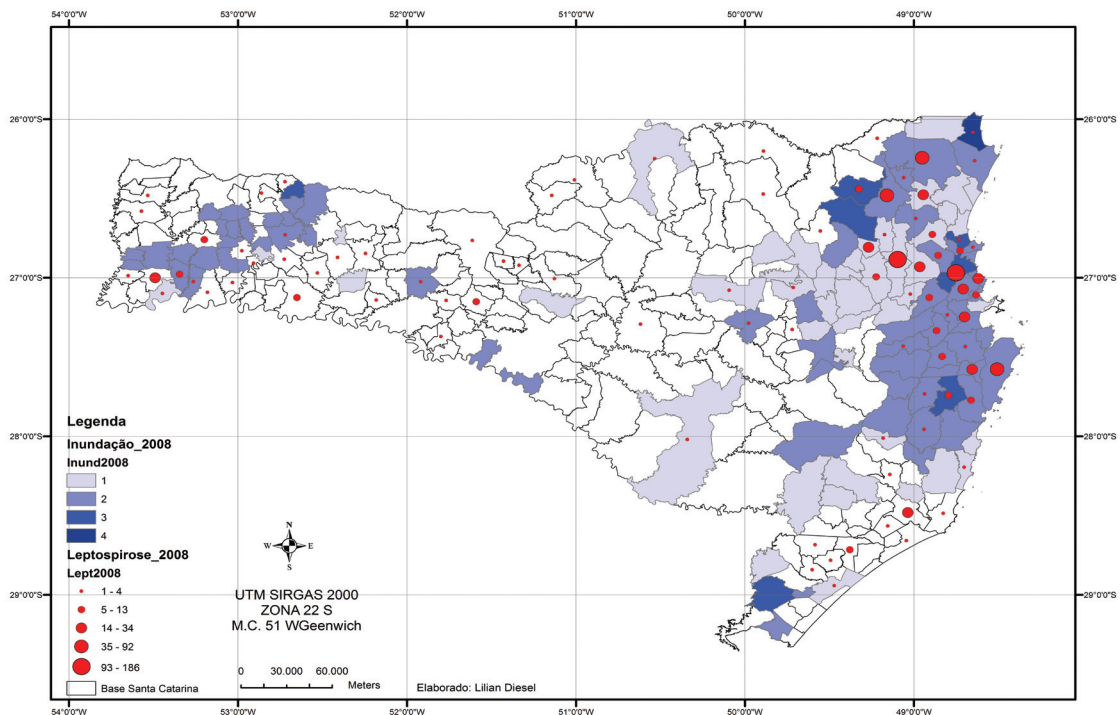 54°0'0"W 53°0'0"W 52°0'0"W 51°0'0"W 50°0'0"W 49°0'0"W
26°0'0"S 26°0'0"S
27°0'0"S 27°0'0"S
28°0'0"S 28°0'0"S
29°0'0"S 29°0'0"S
Legenda
Inundação_2008
Inund2008
1
2
3
4
Leptospirose_2008
Lept2008
1 - 4
5 - 13
14 - 34
35 - 92
93 - 186
Base Santa Catarina
N
W E
S
UTM SIRGAS 2000
ZONA 22 S
M.C. 51 WGeenwich
0 30.000 60.000
Meters
Elaborado: Lilian Diesel
54°0'0"W 53°0'0"W 52°0'0"W 51°0'0"W 50°0'0"W 49°0'0"W